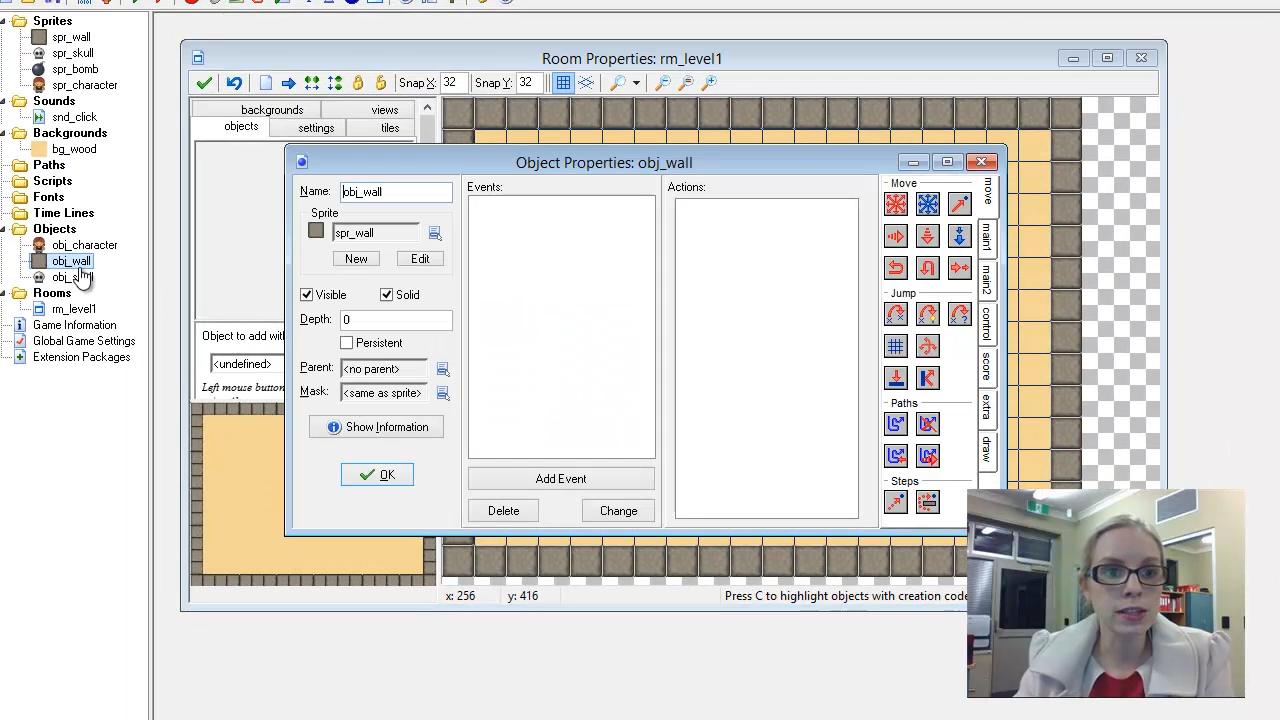 Sprites
spr_wall
spr_skull
spr_bomb
spr_character
Sounds
snd_click
Backgrounds
bg_wood
Paths
Scripts
Fonts
Time Lines
Objects
obj_character
obj_wall
Rooms
rm_level1
Game Information
Global Game Settings
Extension Packages
Room Properties: rm_level1
Snap X: 32 Snap Y: 32
backgrounds views
objects settings tiles
Object to add with
<undefined>
Left mouse button
x: 256 y: 416 Press C to highlight objects with creation code
Object Properties: obj_wall
Name: obj_wall
Sprite
spr_wall
New Edit
Visible Solid
Depth: 0
Persistent
Parent: <no parent>
Mask: <same as sprite>
Show Information
OK
Events:
Add Event
Delete Change
Actions:
Move
Jump
Paths
Steps
move
main1
main2
control
score
extra
draw